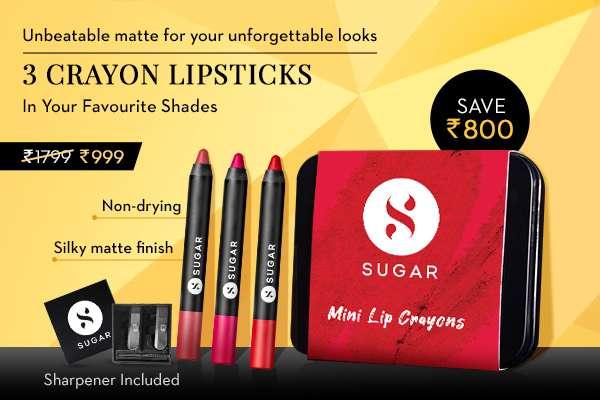 Unbeatable matte for your unforgettable looks
3 CRAYON LIPSTICKS
In Your Favourite Shades
₹1799 ₹999
SAVE
₹800
Non-drying
Silky matte finish
SUGAR
SUGAR
SUGAR
SUGAR
Mini Lip Crayons
SUGAR
Sharpener Included